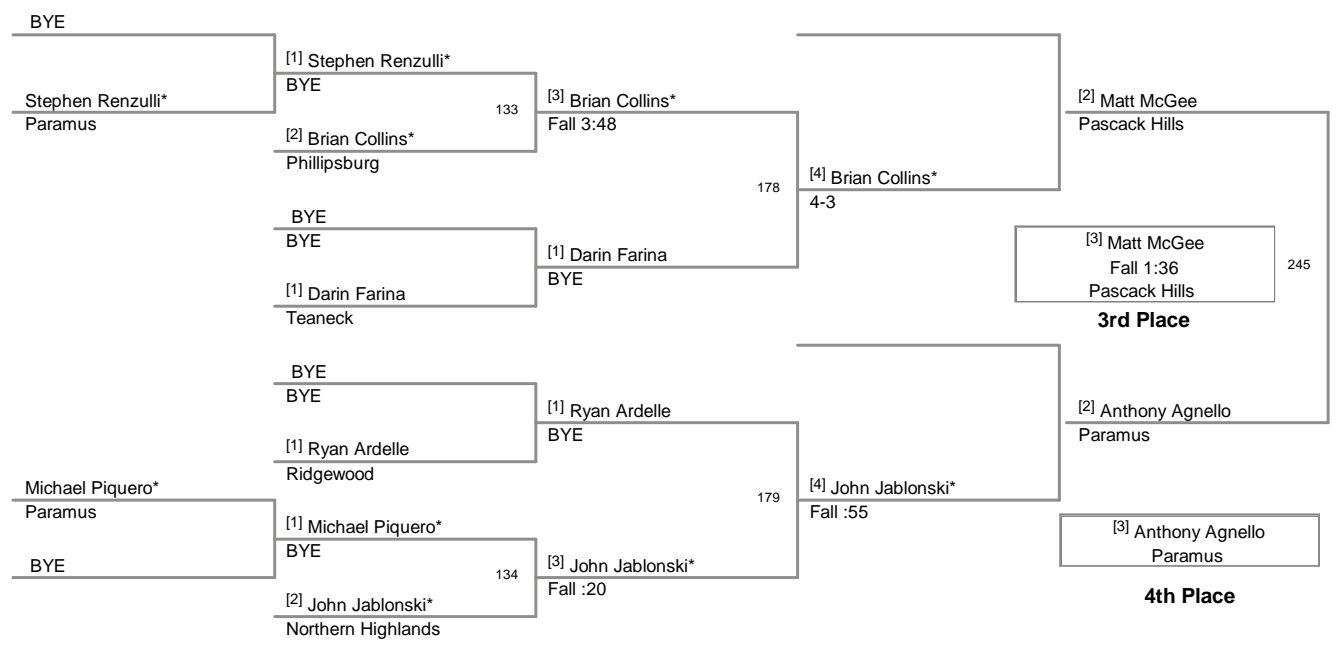 BYE
Stephen Renzulli*
Paramus
[1] Stephen Renzulli*
BYE
133
[2] Brian Collins*
Phillipsburg
[3] Brian Collins*
Fall 3:48
BYE
BYE
[1] Darin Farina
Teaneck
[1] Darin Farina
BYE
178
[4] Brian Collins*
4-3
[2] Matt McGee
Pascack Hills
[3] Matt McGee
Fall 1:36
Pascack Hills
3rd Place
245
BYE
BYE
[1] Ryan Ardelle
Ridgewood
[1] Ryan Ardelle
BYE
Michael Piquero*
Paramus
BYE
[1] Michael Piquero*
BYE
134
[2] John Jablonski*
Northern Highlands
[3] John Jablonski*
Fall :20
179
[4] John Jablonski*
Fall :55
[2] Anthony Agnello
Paramus
[3] Anthony Agnello
Paramus
4th Place